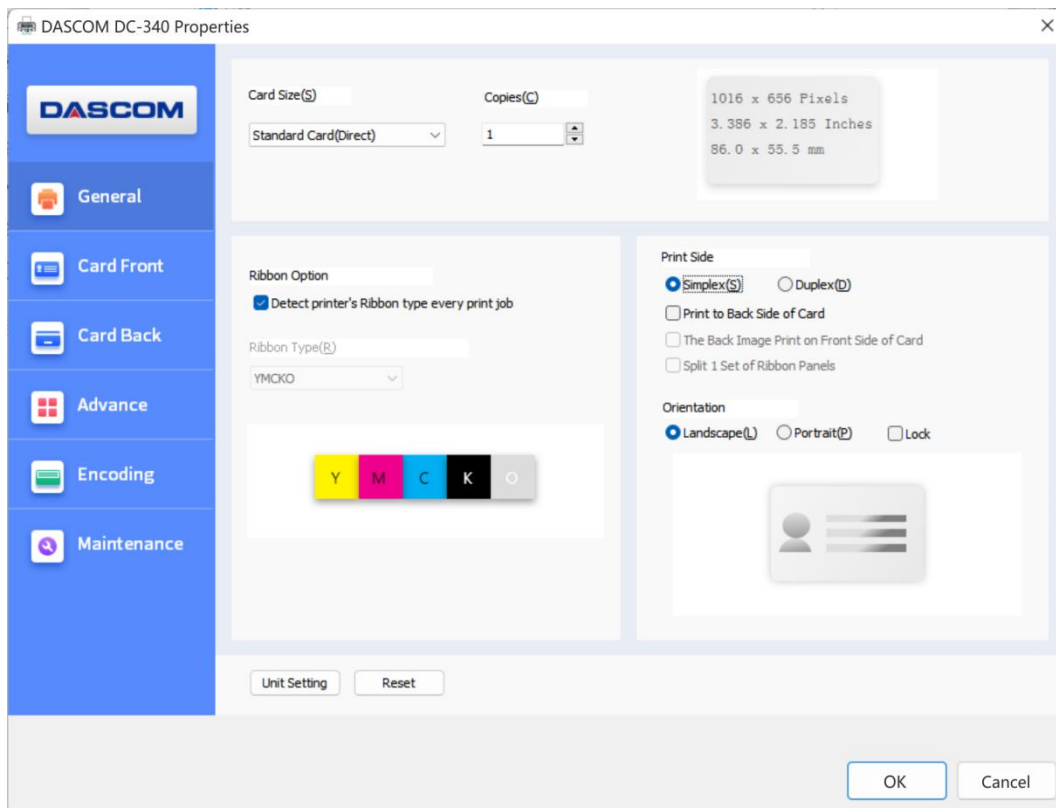 DASCOM DC-340 Properties
DASCOM
General
Card Front
Card Back
Advance
Encoding
Maintenance
Card Size(S)
Standard Card(Direct)
Copies(C)
1
1016 x 656 Pixels
3.386 x 2.185 Inches
86.0 x 55.5 mm
Ribbon Option
Detect printer's Ribbon type every print job
Ribbon Type(R)
YMCKO
Y M C K O
Print Side
Simplex(S) Duplex(D)
Print to Back Side of Card
The Back Image Print on Front Side of Card
Split 1 Set of Ribbon Panels
Orientation
Landscape(L) Portrait(P) Lock
Unit Setting Reset
OK Cancel